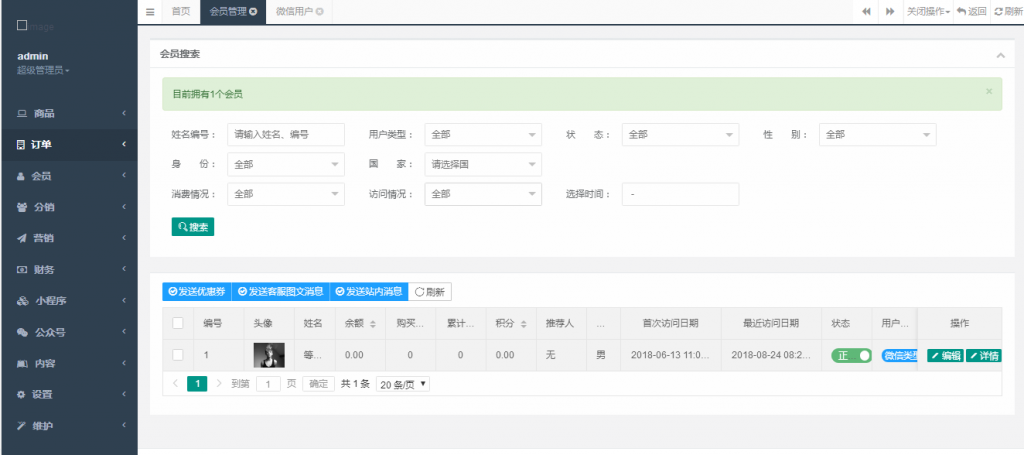 首页 会员管理 微信用户 关闭操作 返回 刷新
image
admin
超级管理员
商品
订单
会员
分销
营销
财务
小程序
公众号
内容
设置
维护
会员搜索
目前拥有1个会员 ×
姓名编号： 请输入姓名、编号 用户类型： 全部 状 态： 全部 性 别： 全部
身 份： 全部 国 家： 请选择国
消费情况： 全部 访问情况： 全部 选择时间： -
搜索
发送优惠券 发送客服图文消息 发送站内消息 刷新
编号 头像 姓名 余额 购买... 累计... 积分 推荐人 ... 首次访问日期 最近访问日期 状态 用户... 操作
1 等... 0.00 0 0 0.00 无 男 2018-06-13 11:0... 2018-08-24 08:2... 正 微信类型 编辑 详情
1 到第 1 页 确定 共 1 条 20 条/页